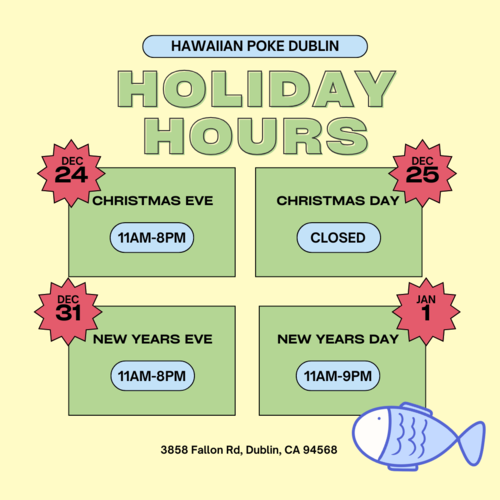 HAWAIIAN POKE DUBLIN
HOLIDAY
HOURS
DEC
24
CHRISTMAS EVE
11AM-8PM
DEC
25
CHRISTMAS DAY
CLOSED
DEC
31
NEW YEARS EVE
11AM-8PM
JAN
1
NEW YEARS DAY
11AM-9PM
3858 Fallon Rd, Dublin, CA 94568